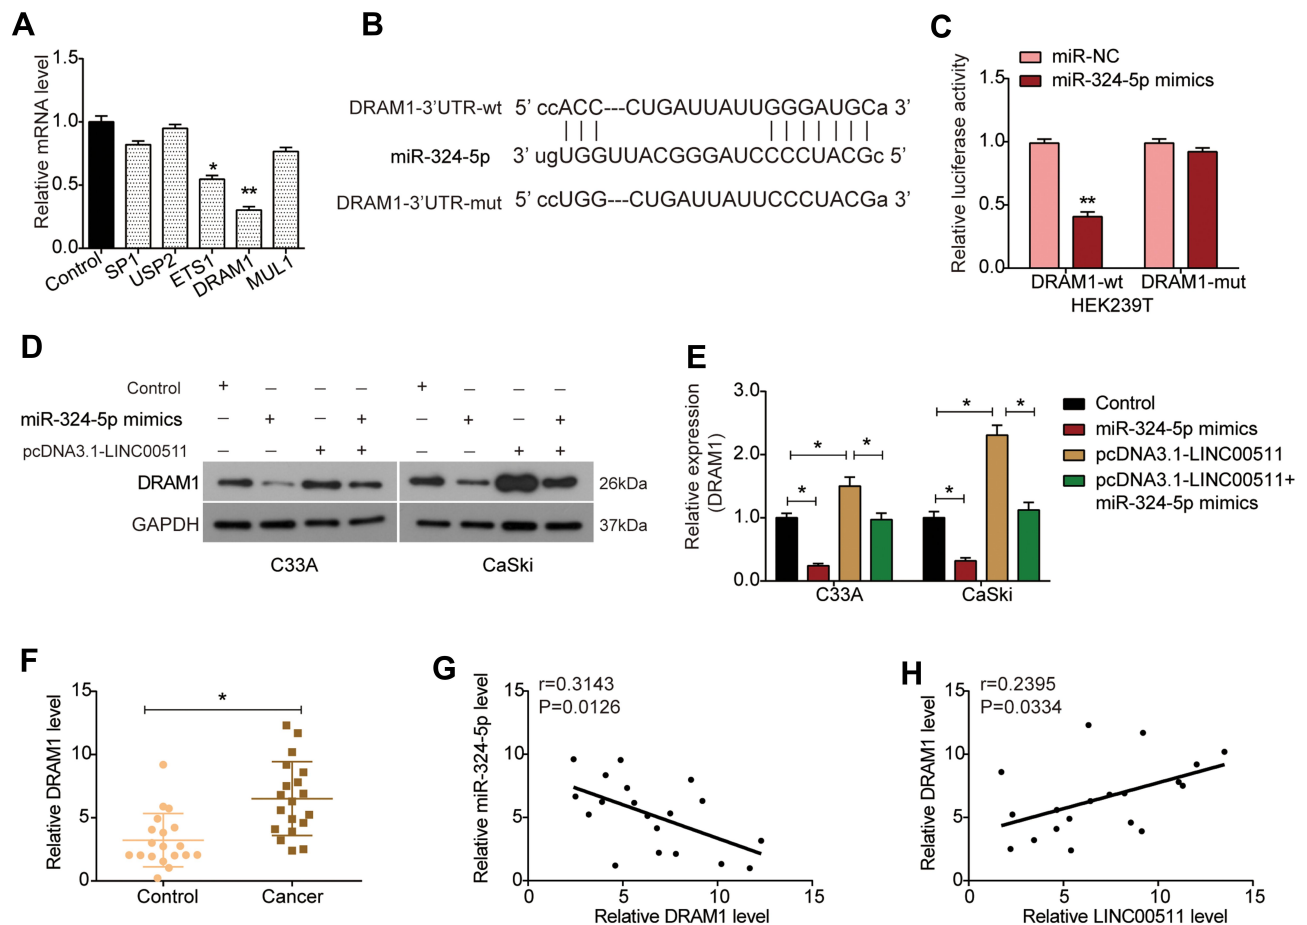 A
Relative mRNA level
1.5
1.0
0.5
0.0
*
**
Control
SP1
USP2
ETS1
DRAM1
MUL1
B
DRAM1-3'UTR-wt 5' ccACC---CUGAUUAUUGGGAUGCa 3'
miR-324-5p 3' ugUGGUUACGGGAUCCCCUACGc 5'
DRAM1-3'UTR-mut 5' ccUGG---CUGAUUAUUCCCUACGa 3'
C
miR-NC
miR-324-5p mimics
Relative luciferase activity
1.5
1.0
0.5
0.0
**
DRAM1-wt DRAM1-mut
HEK239T
D
Control + – – – + – – –
miR-324-5p mimics – + – + – + – +
pcDNA3.1-LINC00511 – – + + – – + +
DRAM1 26kDa
GAPDH 37kDa
C33A CaSki
E
Relative expression
(DRAM1)
3.0
2.0
1.0
0.0
* * * * * *
C33A CaSki
Control
miR-324-5p mimics
pcDNA3.1-LINC00511
pcDNA3.1-LINC00511+
miR-324-5p mimics
F
Relative DRAM1 level
15
10
5
0
*
Control Cancer
G
Relative miR-324-5p level
r=0.3143
P=0.0126
15
10
5
0
0 5 10 15
Relative DRAM1 level
H
Relative DRAM1 level
r=0.2395
P=0.0334
15
10
5
0
0 5 10 15
Relative LINC00511 level